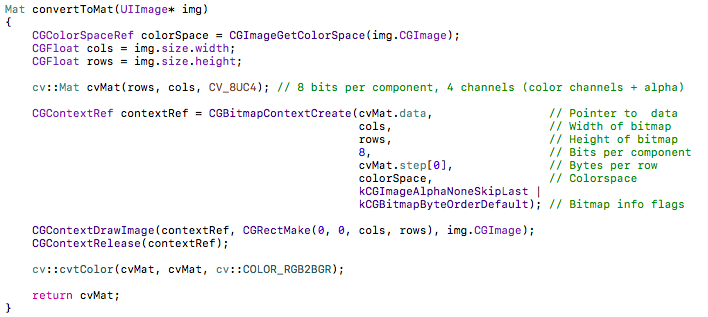 Mat convertToMat(UIImage* img)
{
CGColorSpaceRef colorSpace = CGImageGetColorSpace(img.CGImage);
CGFloat cols = img.size.width;
CGFloat rows = img.size.height;
cv::Mat cvMat(rows, cols, CV_8UC4); // 8 bits per component, 4 channels (color channels + alpha)
CGContextRef contextRef = CGBitmapContextCreate(cvMat.data, // Pointer to  data
cols, // Width of bitmap
rows, // Height of bitmap
8, // Bits per component
cvMat.step[0], // Bytes per row
colorSpace, // Colorspace
kCGImageAlphaNoneSkipLast |
kCGBitmapByteOrderDefault); // Bitmap info flags
CGContextDrawImage(contextRef, CGRectMake(0, 0, cols, rows), img.CGImage);
CGContextRelease(contextRef);
cv::cvtColor(cvMat, cvMat, cv::COLOR_RGB2BGR);
return cvMat;
}